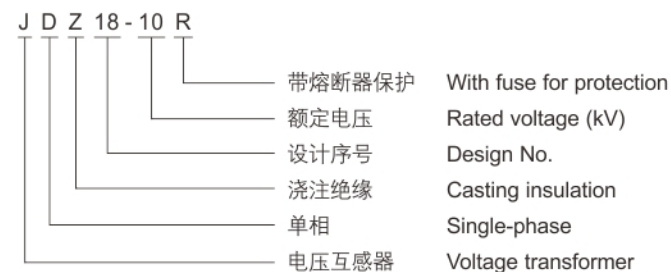 J D Z 18 - 10 R
带熔断器保护 With fuse for protection
额定电压 Rated voltage (kV)
设计序号 Design No.
浇注绝缘 Casting insulation
单相 Single-phase
电压互感器 Voltage transformer